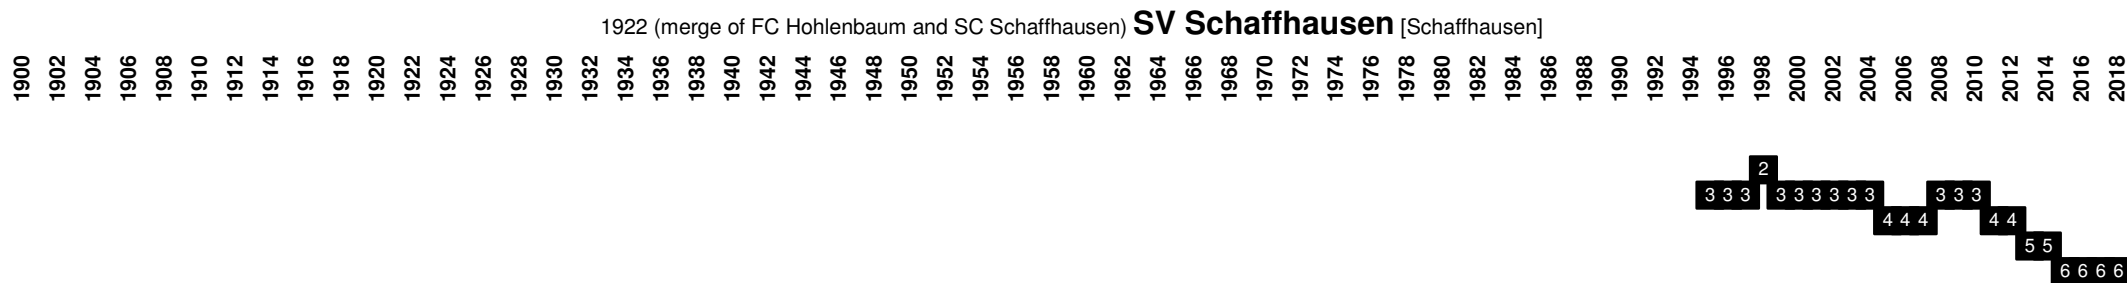 1922 (merge of FC Hohlenbaum and SC Schaffhausen) SV Schaffhausen [Schaffhausen]
1900 1902 1904 1906 1908 1910 1912 1914 1916 1918 1920 1922 1924 1926 1928 1930 1932 1934 1936 1938 1940 1942 1944 1946 1948 1950 1952 1954 1956 1958 1960 1962 1964 1966 1968 1970 1972 1974 1976 1978 1980 1982 1984 1986 1988 1990 1992 1994 1996 1998 2000 2002 2004 2006 2008 2010 2012 2014 2016 2018
2
3 3 3 3 3 3 3 3 3 3 3 3
4 4 4 4 4
5 5
6 6 6 6